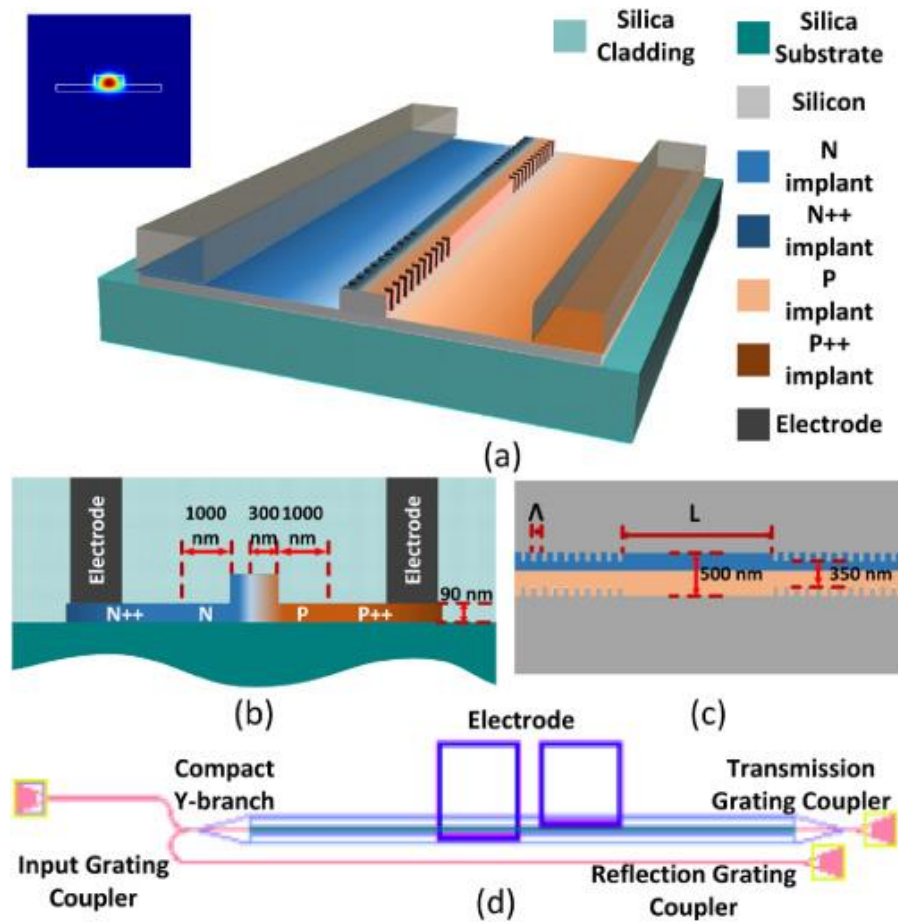 Silica
Cladding
Silica
Substrate
Silicon
N
implant
N++
implant
P
implant
P++
implant
Electrode
(a)
Electrode
1000
nm
300
nm
1000
nm
Electrode
90 nm
N++
N
P
P++
(b)
Λ
L
500 nm
350 nm
(c)
Electrode
Compact
Y-branch
Transmission
Grating Coupler
Input Grating
Coupler
Reflection Grating
Coupler
(d)